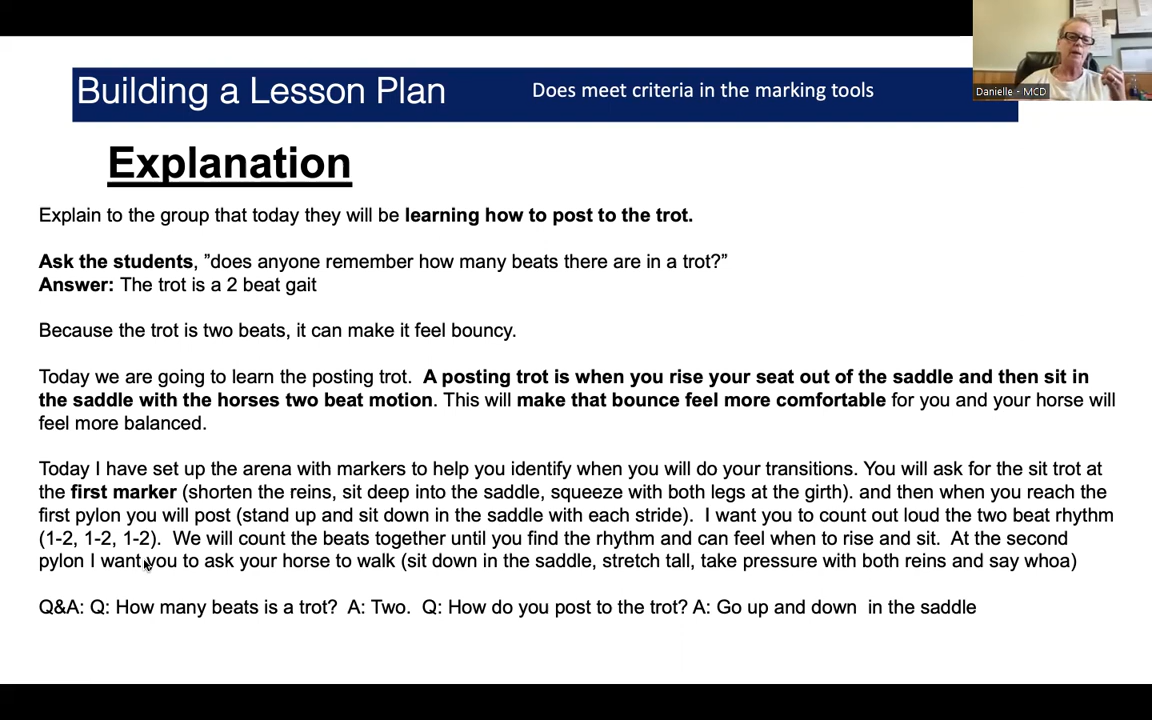 Building a Lesson Plan
Does meet criteria in the marking tools
Danielle - MCD
Explanation
Explain to the group that today they will be learning how to post to the trot.
Ask the students, ”does anyone remember how many beats there are in a trot?”
Answer: The trot is a 2 beat gait
Because the trot is two beats, it can make it feel bouncy.
Today we are going to learn the posting trot. A posting trot is when you rise your seat out of the saddle and then sit in
the saddle with the horses two beat motion. This will make that bounce feel more comfortable for you and your horse will
feel more balanced.
Today I have set up the arena with markers to help you identify when you will do your transitions. You will ask for the sit trot at
the first marker (shorten the reins, sit deep into the saddle, squeeze with both legs at the girth). and then when you reach the
first pylon you will post (stand up and sit down in the saddle with each stride). I want you to count out loud the two beat rhythm
(1-2, 1-2, 1-2). We will count the beats together until you find the rhythm and can feel when to rise and sit. At the second
pylon I want you to ask your horse to walk (sit down in the saddle, stretch tall, take pressure with both reins and say whoa)
Q&A: Q: How many beats is a trot? A: Two. Q: How do you post to the trot? A: Go up and down in the saddle